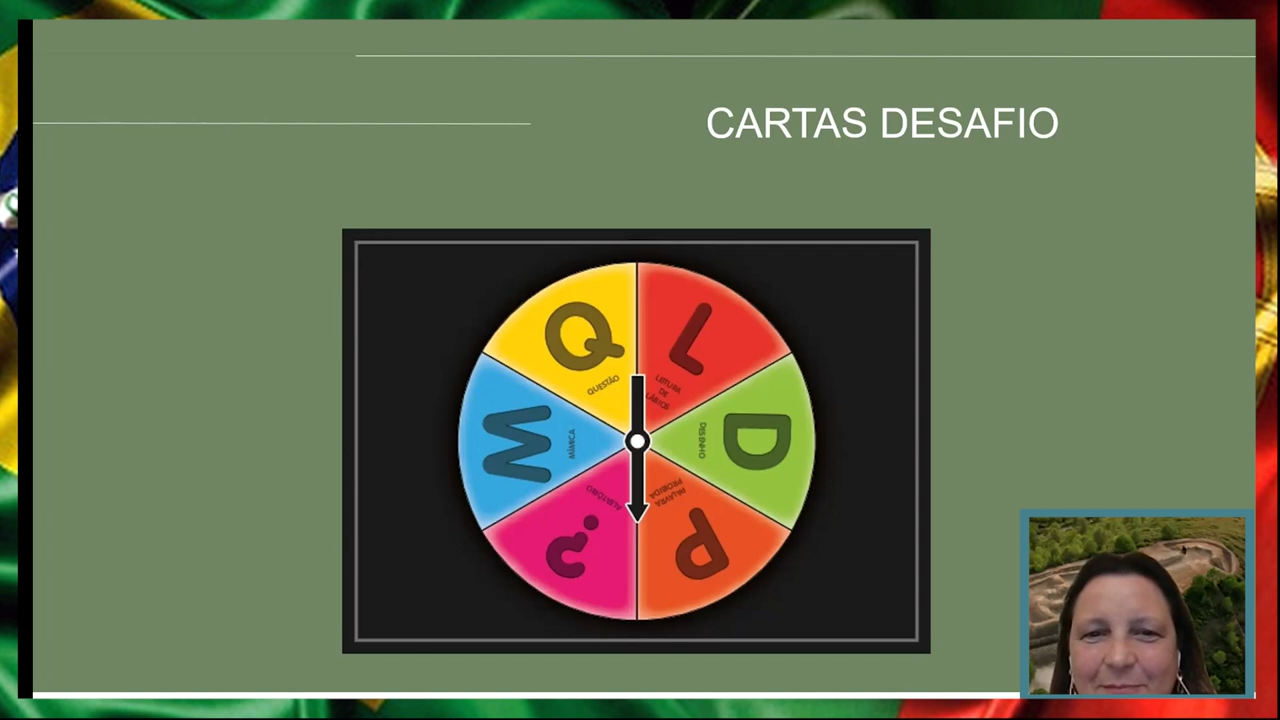 CARTAS DESAFIO
Q
QUESTÃO
L
LEITURA
DE
LÁBIOS
D
DESENHO
P
PALAVRA
PROIBIDA
?
ALEATÓRIO
M
MÍMICA